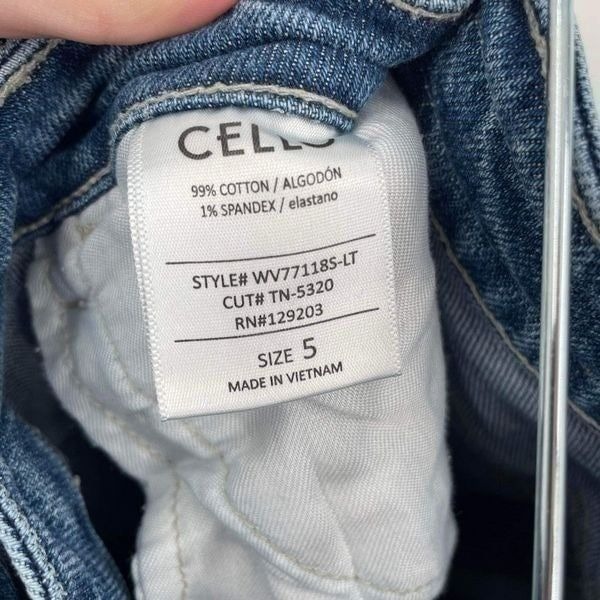 CELLO
99% COTTON / ALGODÓN
1% SPANDEX / elastano
STYLE# WV77118S-LT
CUT# TN-5320
RN#129203
SIZE 5
MADE IN VIETNAM